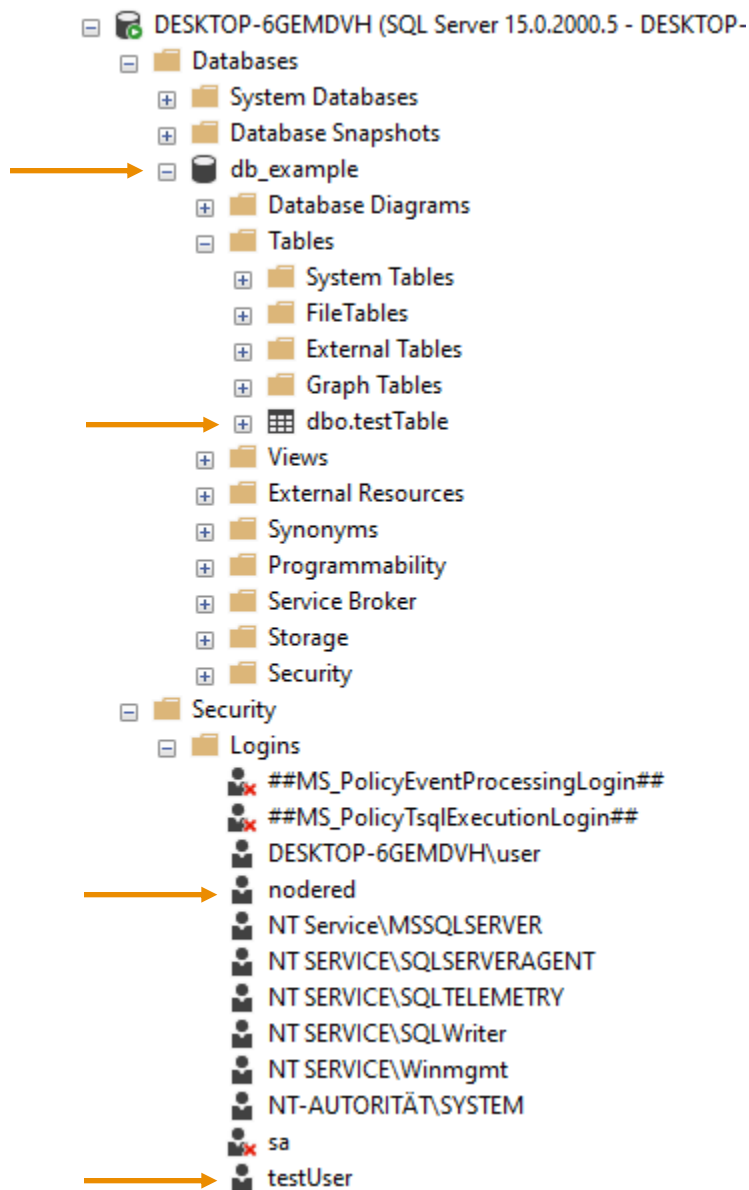 DESKTOP-6GEMDVH (SQL Server 15.0.2000.5 - DESKTOP-
Databases
System Databases
Database Snapshots
db_example
Database Diagrams
Tables
System Tables
FileTables
External Tables
Graph Tables
dbo.testTable
Views
External Resources
Synonyms
Programmability
Service Broker
Storage
Security
Security
Logins
##MS_PolicyEventProcessingLogin##
##MS_PolicyTsqlExecutionLogin##
DESKTOP-6GEMDVH\user
nodered
NT Service\MSSQLSERVER
NT SERVICE\SQLSERVERAGENT
NT SERVICE\SQLTELEMETRY
NT SERVICE\SQLWriter
NT SERVICE\Winmgmt
NT-AUTORITÄT\SYSTEM
sa
testUser